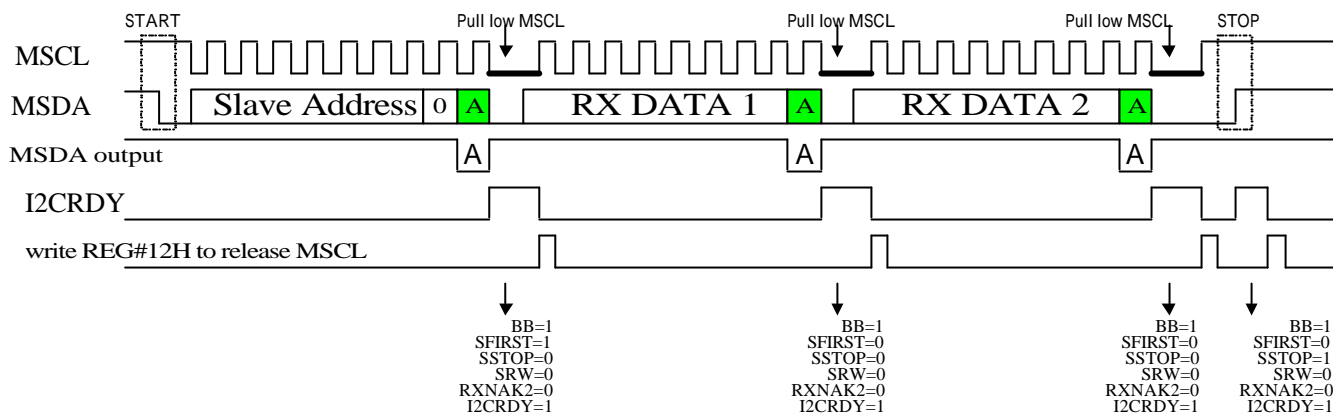 START Pull low MSCL Pull low MSCL Pull low MSCL STOP
MSCL
MSDA Slave Address 0 A RX DATA 1 A RX DATA 2 A
MSDA output A A A
I2CRDY
write REG#12H to release MSCL
BB=1 BB=1 BB=1 BB=1
SFIRST=1 SFIRST=0 SFIRST=0 SFIRST=0
SSTOP=0 SSTOP=0 SSTOP=0 SSTOP=1
SRW=0 SRW=0 SRW=0 SRW=0
RXNAK2=0 RXNAK2=0 RXNAK2=0 RXNAK2=0
I2CRDY=1 I2CRDY=1 I2CRDY=1 I2CRDY=1